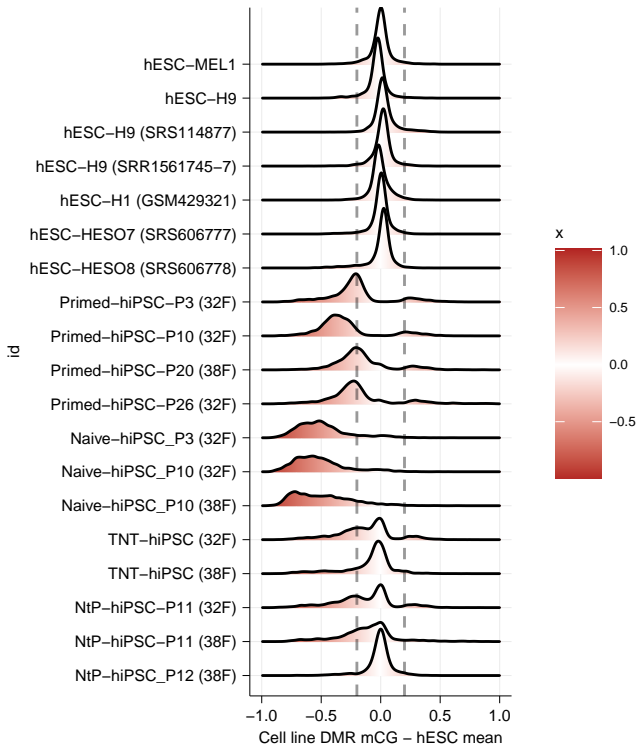 hESC−MEL1
hESC−H9
hESC−H9 (SRS114877)
hESC−H9 (SRR1561745−7)
hESC−H1 (GSM429321)
hESC−HESO7 (SRS606777)
hESC−HESO8 (SRS606778)
Primed−hiPSC−P3 (32F)
Primed−hiPSC−P10 (32F)
Primed−hiPSC−P20 (38F)
Primed−hiPSC−P26 (32F)
Naive−hiPSC_P3 (32F)
Naive−hiPSC_P10 (32F)
Naive−hiPSC_P10 (38F)
TNT−hiPSC (32F)
TNT−hiPSC (38F)
NtP−hiPSC−P11 (32F)
NtP−hiPSC−P11 (38F)
NtP−hiPSC_P12 (38F)
id
−1.0 −0.5 0.0 0.5 1.0
Cell line DMR mCG − hESC mean
x
1.0
0.5
0.0
−0.5